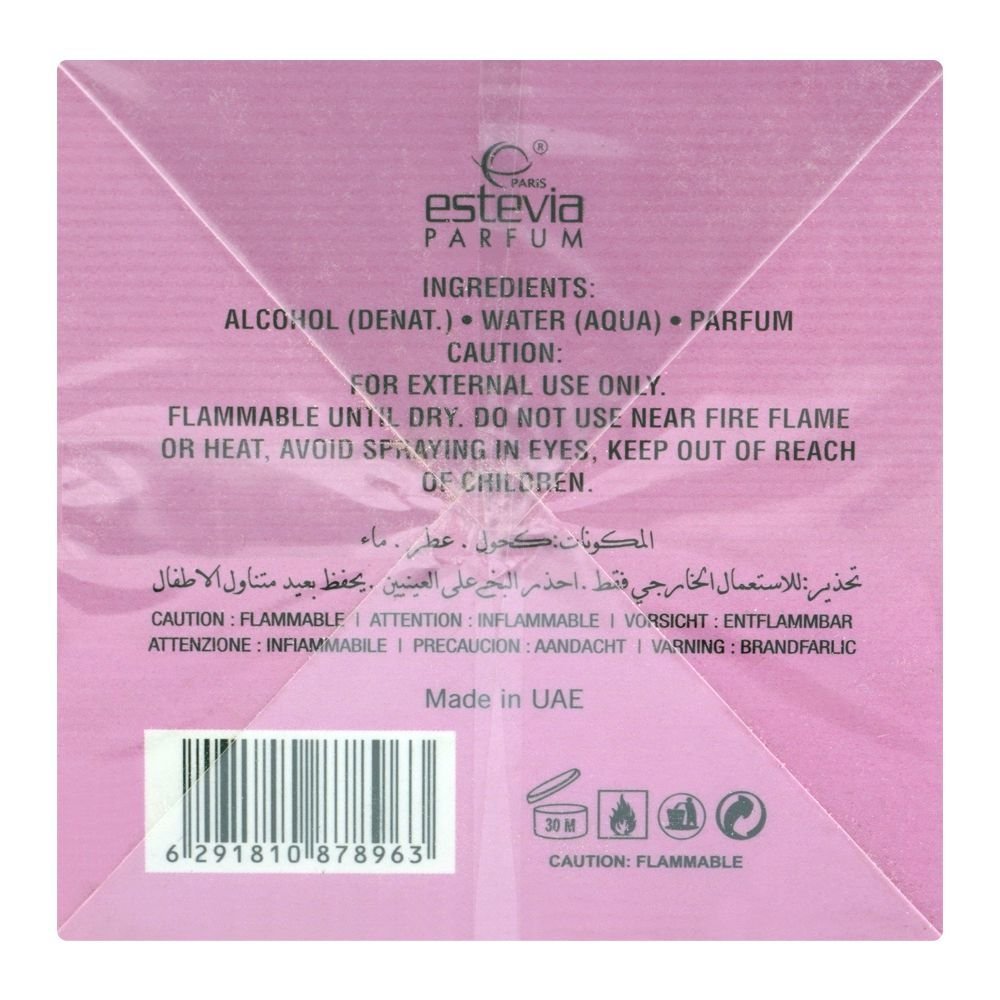 ®
PARIS
estevia
PARFUM
INGREDIENTS:
ALCOHOL (DENAT.) • WATER (AQUA) • PARFUM
CAUTION:
FOR EXTERNAL USE ONLY.
FLAMMABLE UNTIL DRY. DO NOT USE NEAR FIRE FLAME
OR HEAT, AVOID SPRAYING IN EYES, KEEP OUT OF REACH
OF CHILDREN.
المكونات: كحول . عطر . ماء
تحذير: للاستعمال الخارجي فقط . احذر البخ على العينيين . يحفظ بعيد متناول الاطفال
CAUTION : FLAMMABLE | ATTENTION : INFLAMMABLE | VORSICHT : ENTFLAMMBAR
ATTENZIONE : INFIAMMABILE | PRECAUCION : AANDACHT | VARNING : BRANDFARLIC
Made in UAE
6 291810 878963
30 M
CAUTION: FLAMMABLE